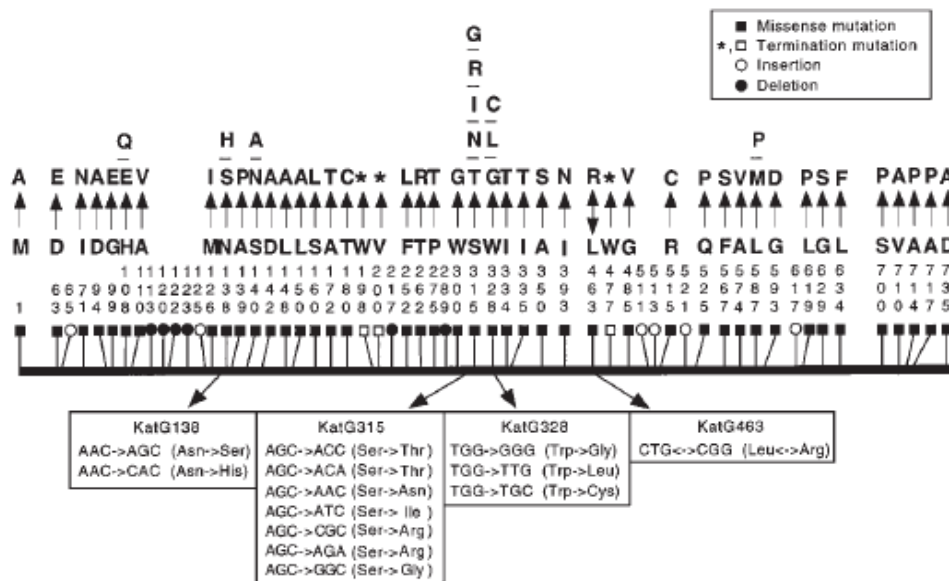 G
R
I C
N L
■ Missense mutation
*,□ Termination mutation
○ Insertion
● Deletion
Q H A P
A E NAEEV ISPNAAALTC** LRT GTGTTSN R*V C P SVMD PSF PAPPA
M D IDGHA MNASDLLSATWV FTP WSWIIAI LWG R QFALG LGL SVAAD
KatG138
AAC->AGC (Asn->Ser)
AAC->CAC (Asn->His)
KatG315
AGC->ACC (Ser->Thr)
AGC->ACA (Ser->Thr)
AGC->AAC (Ser->Asn)
AGC->ATC (Ser-> Ile)
AGC->CGC (Ser->Arg)
AGC->AGA (Ser->Arg)
AGC->GGC (Ser->Gly)
KatG328
TGG->GGG (Trp->Gly)
TGG->TTG (Trp->Leu)
TGG->TGC (Trp->Cys)
KatG463
CTG<->CGG (Leu<->Arg)